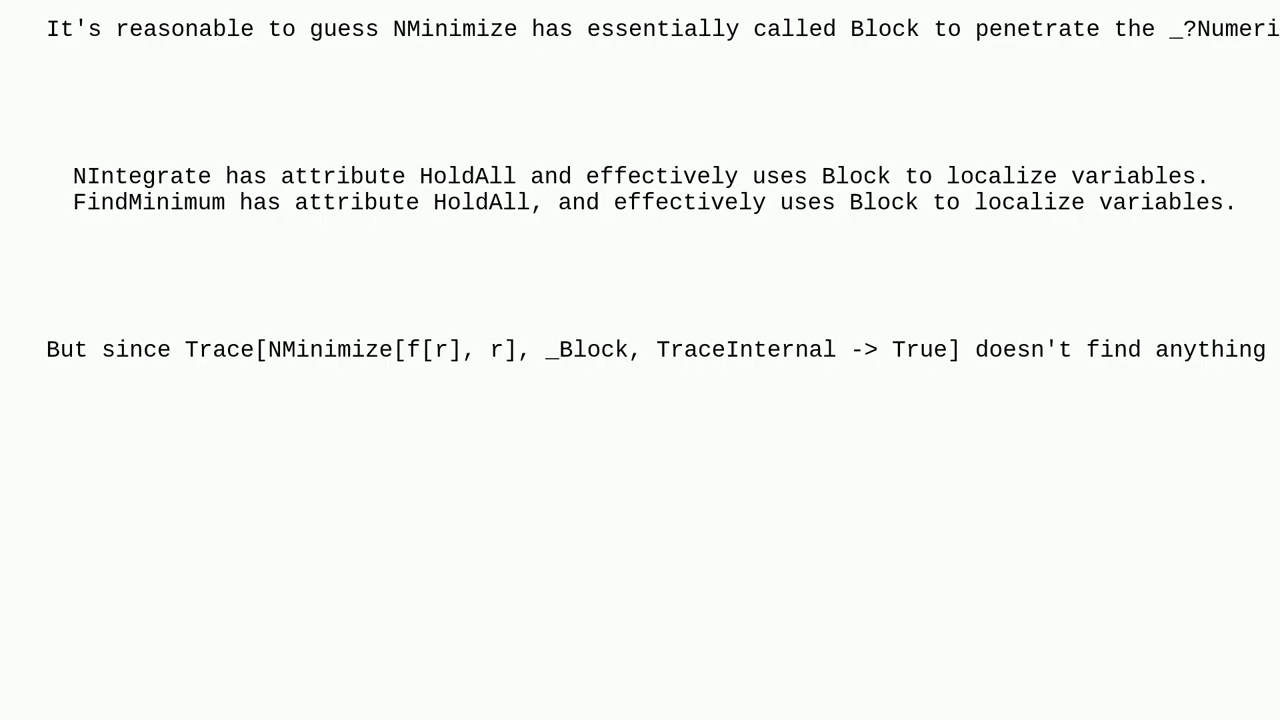 It's reasonable to guess NMinimize has essentially called Block to penetrate the _?Numeri
NIntegrate has attribute HoldAll and effectively uses Block to localize variables.
FindMinimum has attribute HoldAll, and effectively uses Block to localize variables.
But since Trace[NMinimize[f[r], r], _Block, TraceInternal -> True] doesn't find anything